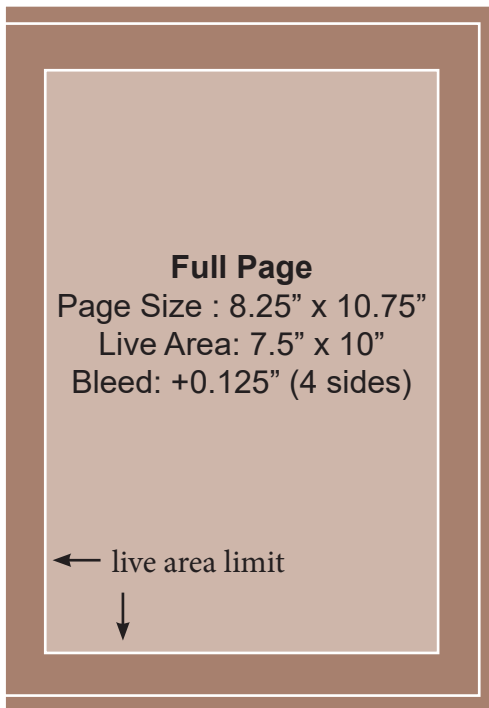 Full Page
Page Size : 8.25” x 10.75”
Live Area: 7.5” x 10”
Bleed: +0.125” (4 sides)
live area limit